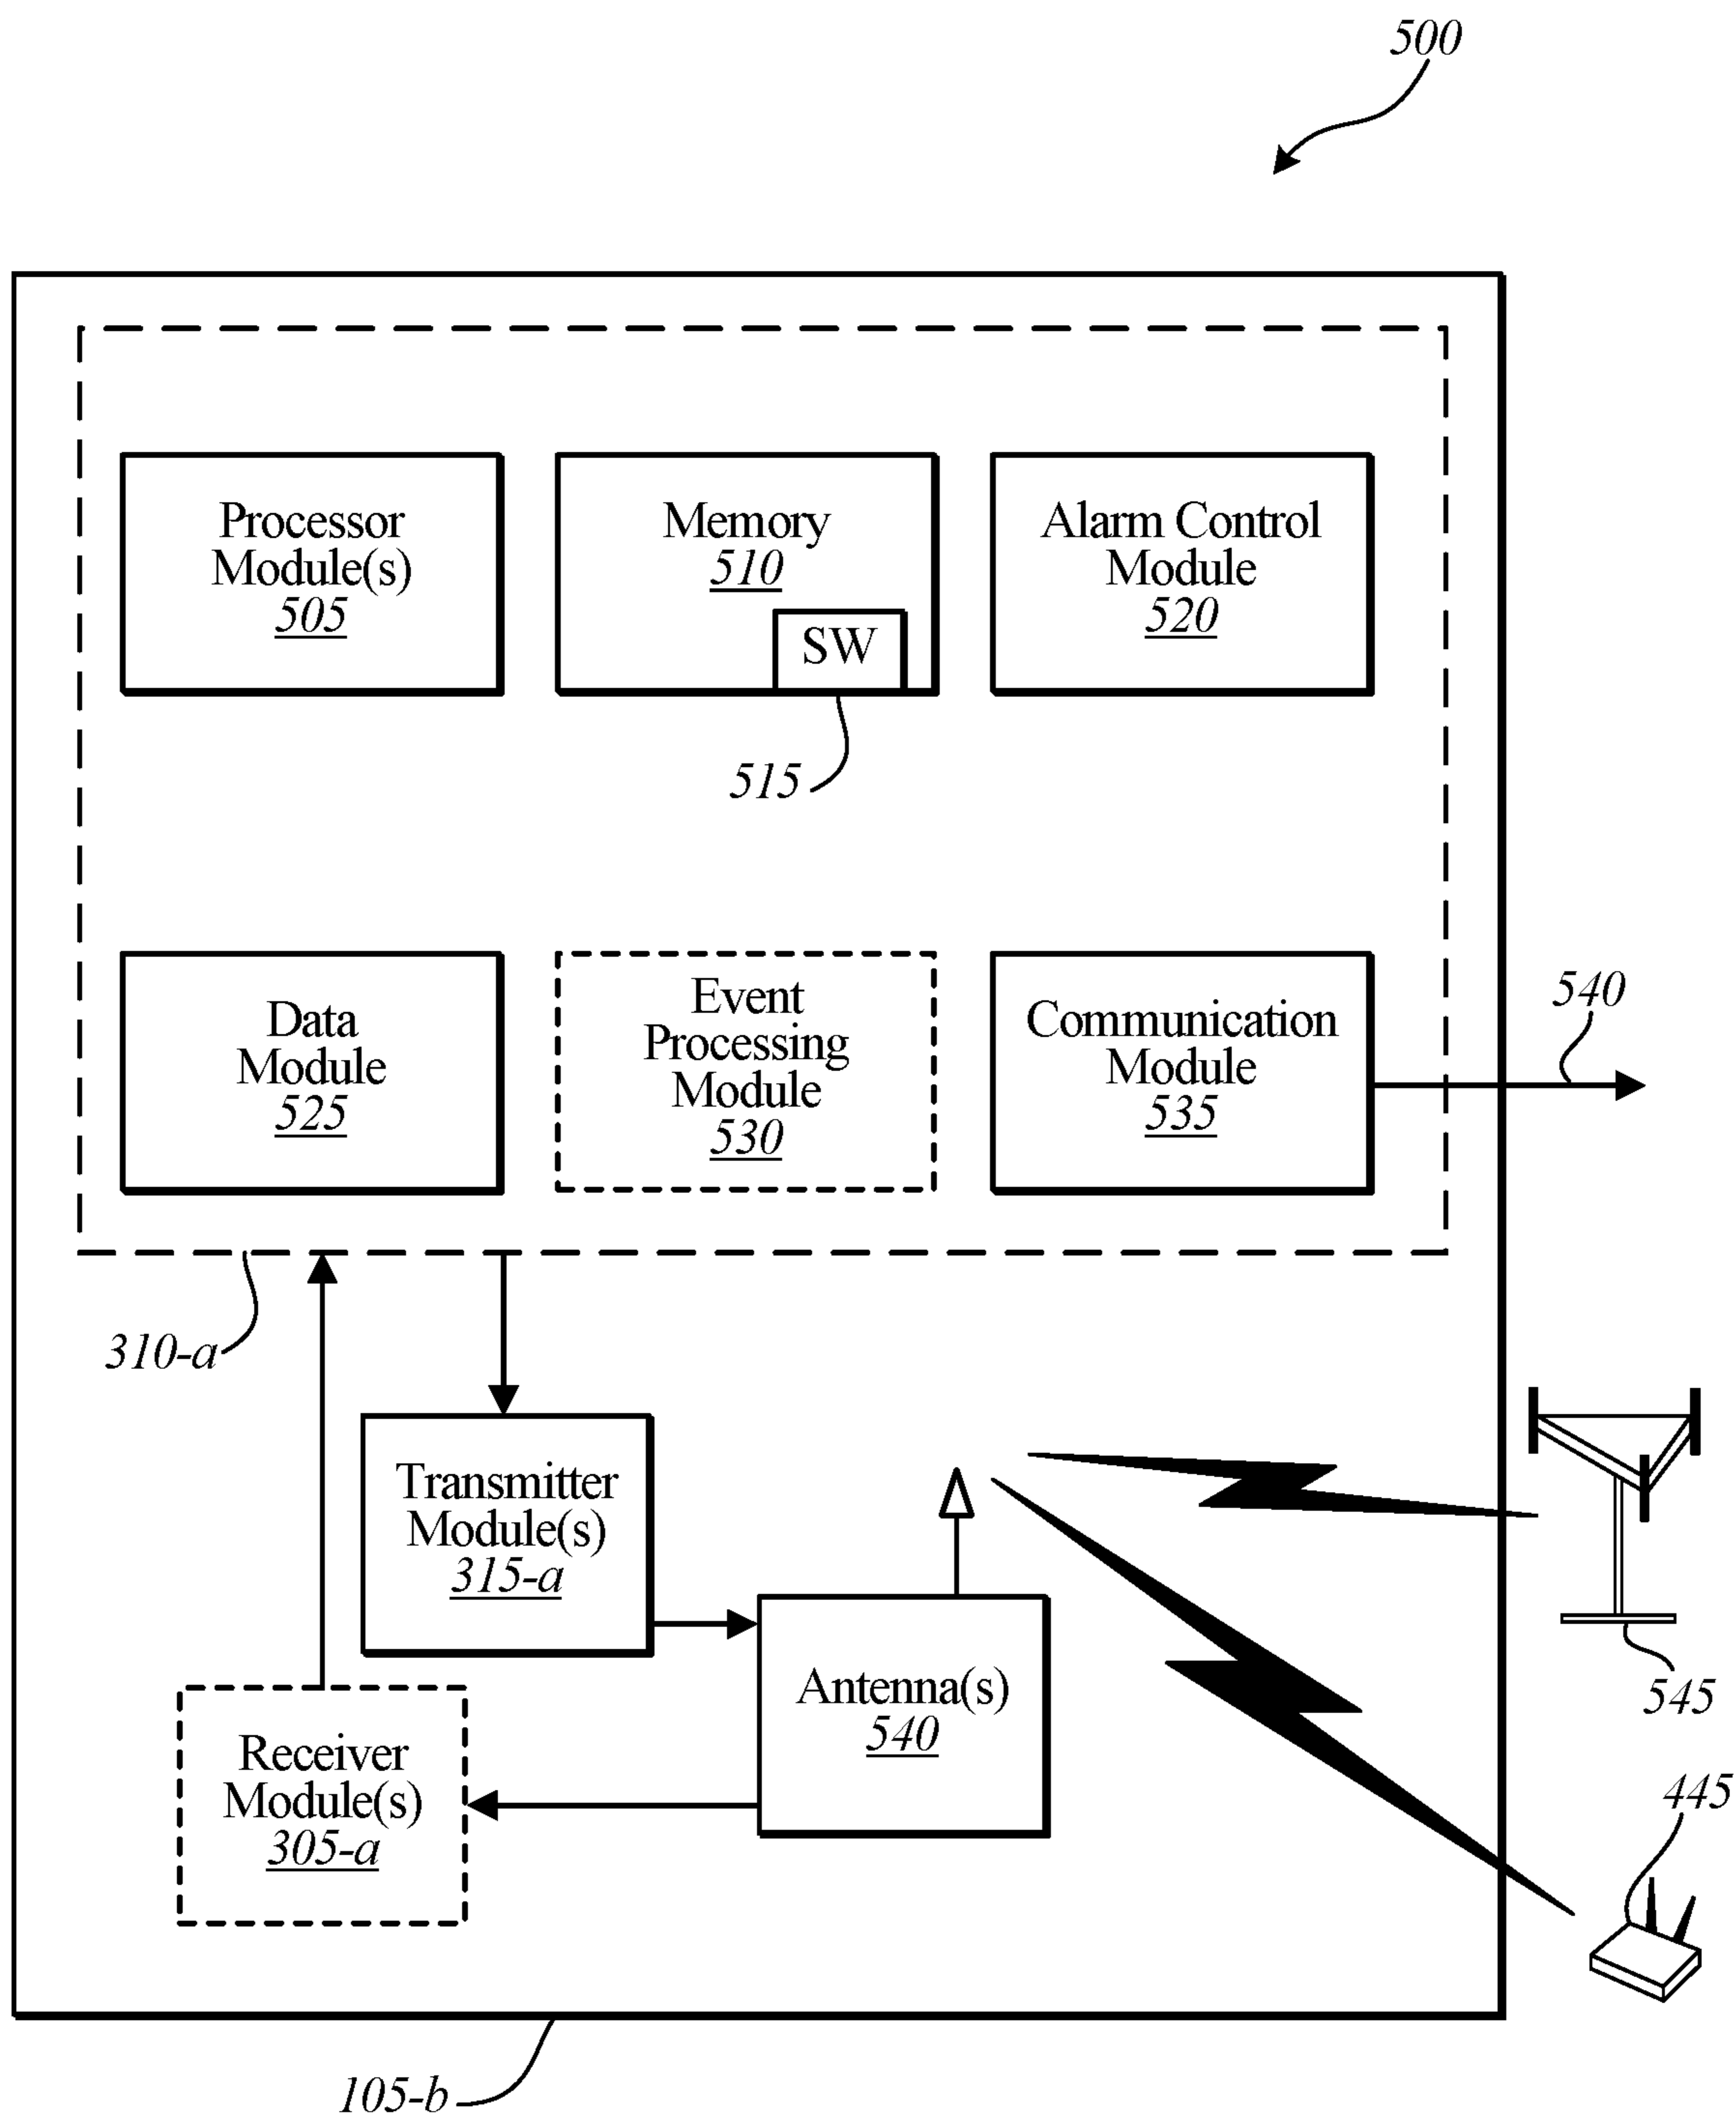 500
Processor
Module(s)
505
Memory
510
SW
Alarm Control
Module
520
515
Data
Module
525
Event
Processing
Module
530
Communication
Module
535
540
310-a
Transmitter
Module(s)
315-a
Antenna(s)
540
Receiver
Module(s)
305-a
545
445
105-b